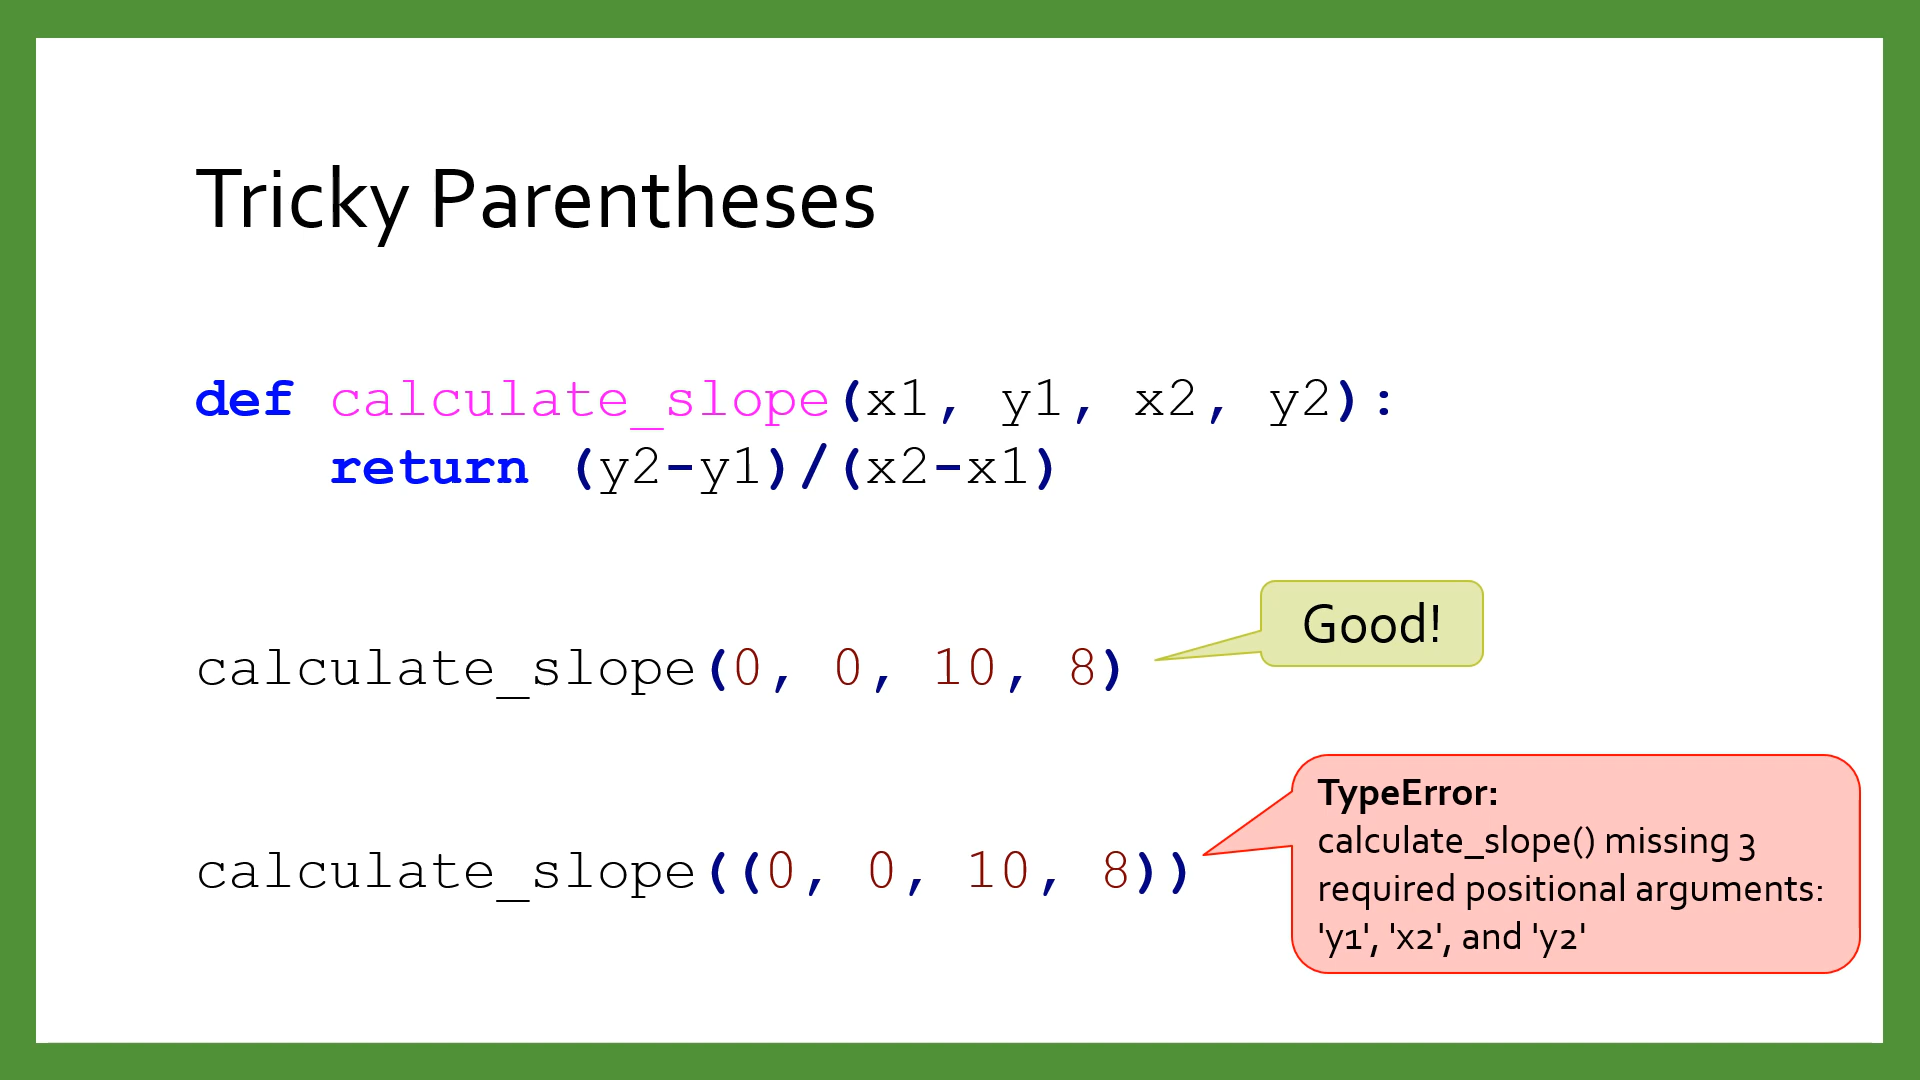 Tricky Parentheses
def calculate_slope(x1, y1, x2, y2):
    return (y2-y1)/(x2-x1)
Good!
calculate_slope(0, 0, 10, 8)
TypeError:
calculate_slope() missing 3
required positional arguments:
'y1', 'x2', and 'y2'
calculate_slope((0, 0, 10, 8))